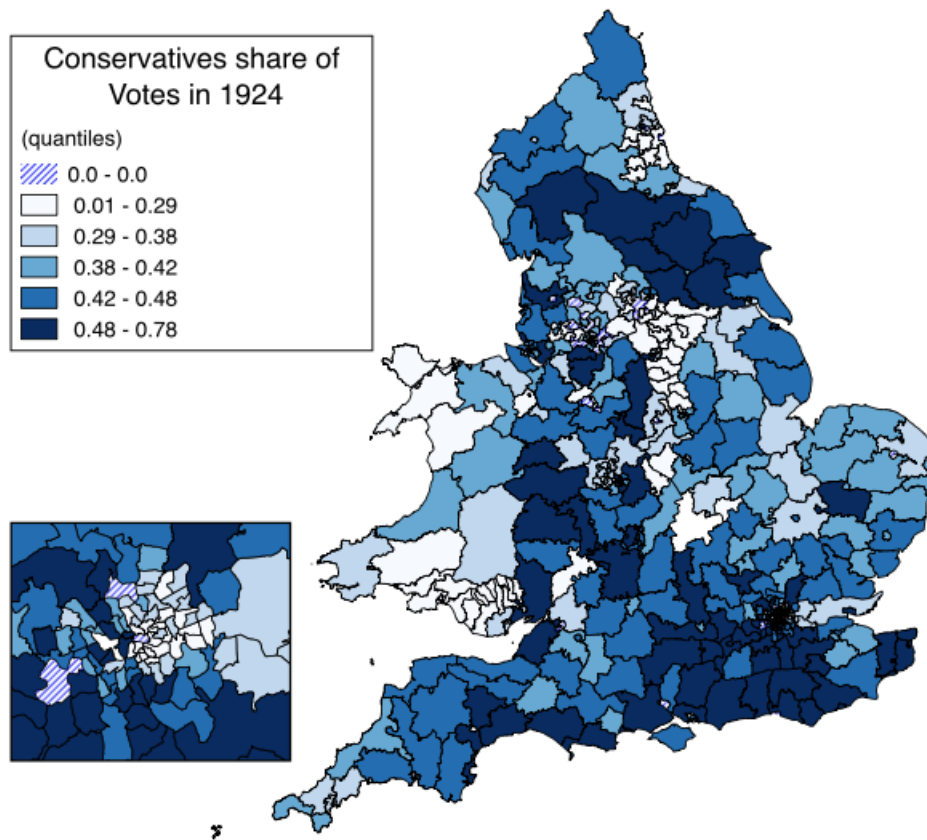 Conservatives share of
Votes in 1924
(quantiles)
0.0 - 0.0
0.01 - 0.29
0.29 - 0.38
0.38 - 0.42
0.42 - 0.48
0.48 - 0.78